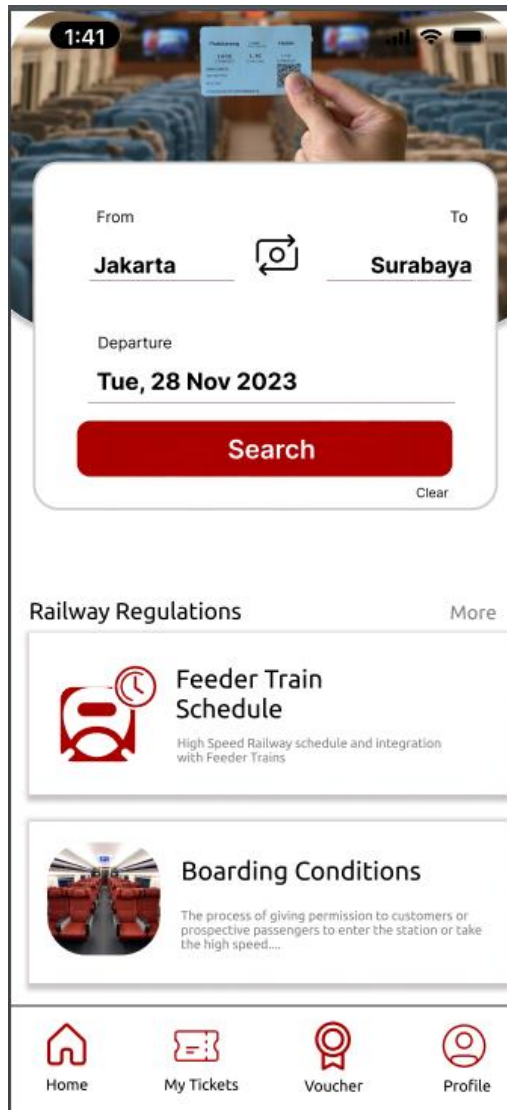 1:41
From
To
Jakarta
Surabaya
Departure
Tue, 28 Nov 2023
Search
Clear
Railway Regulations
More
Feeder Train
Schedule
High Speed Railway schedule and integration
with Feeder Trains
Boarding Conditions
The process of giving permission to customers or
prospective passengers to enter the station or take
the high speed....
Home
My Tickets
Voucher
Profile